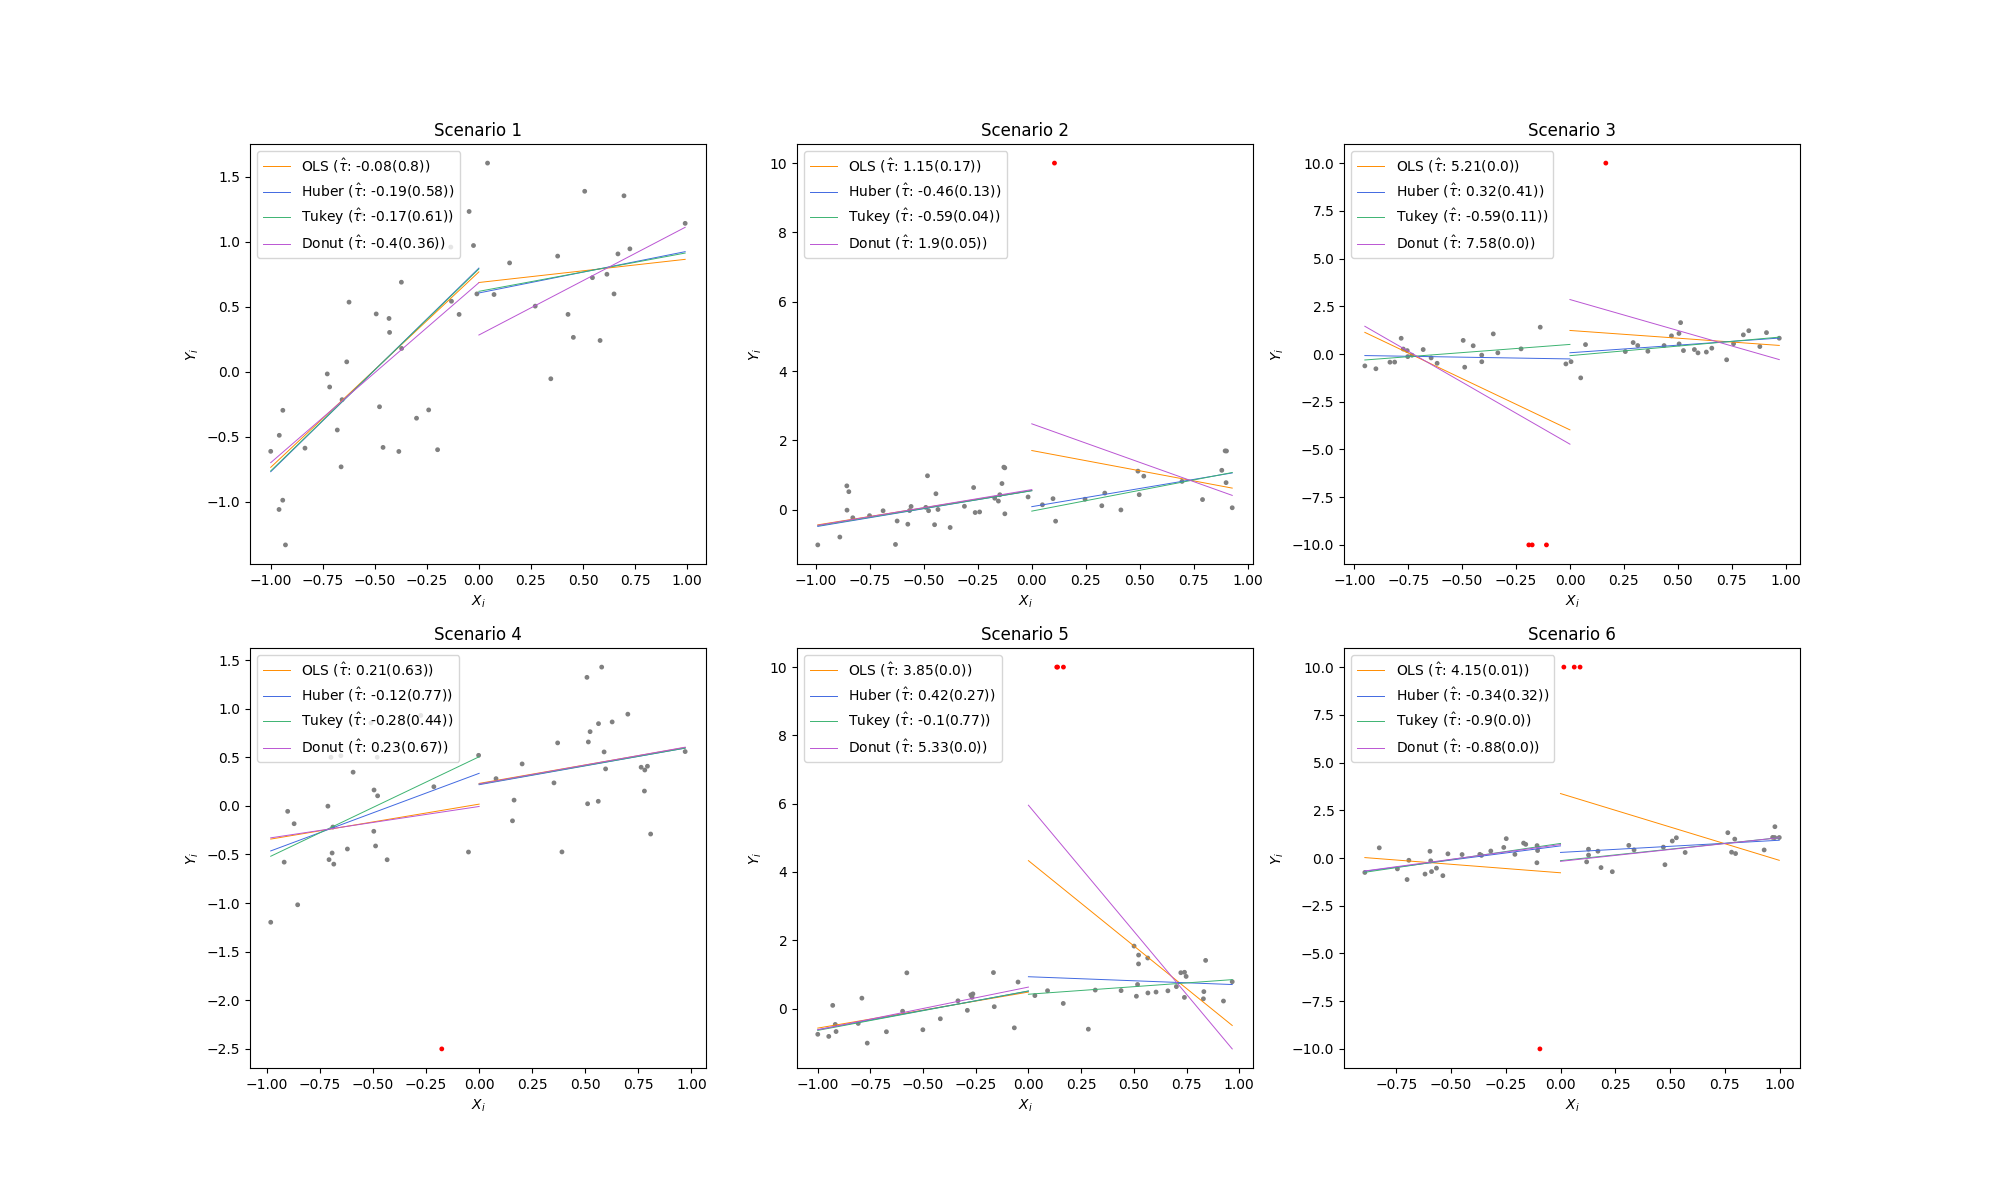 Scenario 1
OLS (τ̂: -0.08(0.8))
Huber (τ̂: -0.19(0.58))
Tukey (τ̂: -0.17(0.61))
Donut (τ̂: -0.4(0.36))
1.5
1.0
0.5
0.0
−0.5
−1.0
Y_i
−1.00 −0.75 −0.50 −0.25 0.00 0.25 0.50 0.75 1.00
X_i
Scenario 2
OLS (τ̂: 1.15(0.17))
Huber (τ̂: -0.46(0.13))
Tukey (τ̂: -0.59(0.04))
Donut (τ̂: 1.9(0.05))
10
8
6
4
2
0
Y_i
−1.00 −0.75 −0.50 −0.25 0.00 0.25 0.50 0.75 1.00
X_i
Scenario 3
OLS (τ̂: 5.21(0.0))
Huber (τ̂: 0.32(0.41))
Tukey (τ̂: -0.59(0.11))
Donut (τ̂: 7.58(0.0))
10.0
7.5
5.0
2.5
0.0
−2.5
−5.0
−7.5
−10.0
Y_i
−1.00 −0.75 −0.50 −0.25 0.00 0.25 0.50 0.75 1.00
X_i
Scenario 4
OLS (τ̂: 0.21(0.63))
Huber (τ̂: -0.12(0.77))
Tukey (τ̂: -0.28(0.44))
Donut (τ̂: 0.23(0.67))
1.5
1.0
0.5
0.0
−0.5
−1.0
−1.5
−2.0
−2.5
Y_i
−1.00 −0.75 −0.50 −0.25 0.00 0.25 0.50 0.75 1.00
X_i
Scenario 5
OLS (τ̂: 3.85(0.0))
Huber (τ̂: 0.42(0.27))
Tukey (τ̂: -0.1(0.77))
Donut (τ̂: 5.33(0.0))
10
8
6
4
2
0
Y_i
−1.00 −0.75 −0.50 −0.25 0.00 0.25 0.50 0.75 1.00
X_i
Scenario 6
OLS (τ̂: 4.15(0.01))
Huber (τ̂: -0.34(0.32))
Tukey (τ̂: -0.9(0.0))
Donut (τ̂: -0.88(0.0))
10.0
7.5
5.0
2.5
0.0
−2.5
−5.0
−7.5
−10.0
Y_i
−0.75 −0.50 −0.25 0.00 0.25 0.50 0.75 1.00
X_i